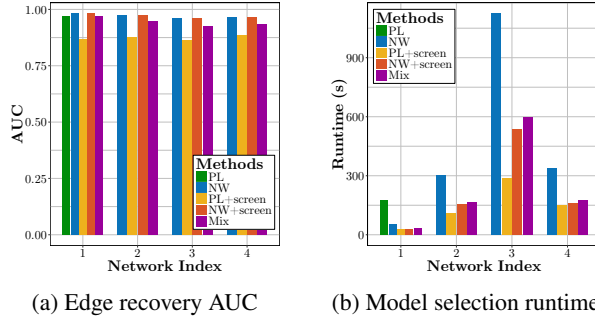 1.00
0.75
0.50
0.25
0.00
AUC
Methods
PL
NW
PL+screen
NW+screen
Mix
1 2 3 4
Network Index
(a) Edge recovery AUC
900
600
300
0
Runtime (s)
Methods
PL
NW
PL+screen
NW+screen
Mix
1 2 3 4
Network Index
(b) Model selection runtime